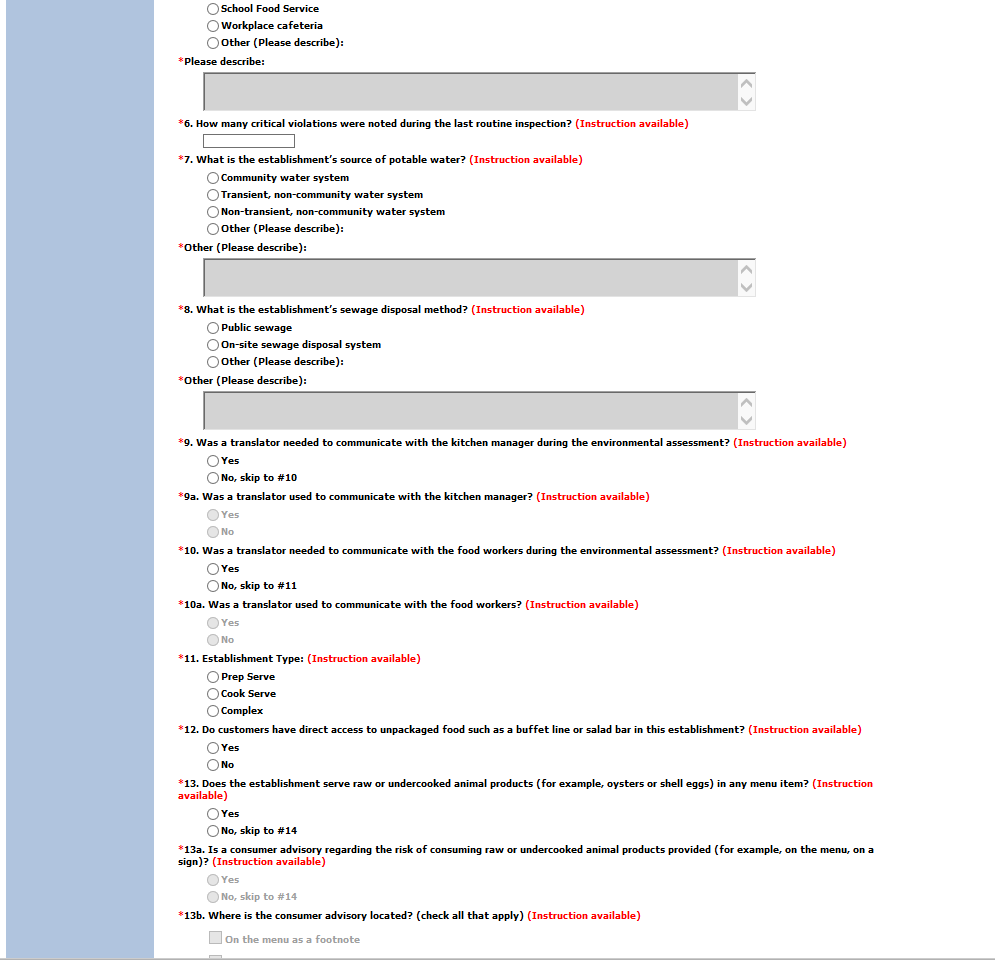 School Food Service
Workplace cafeteria
Other (Please describe):
*Please describe:
*6. How many critical violations were noted during the last routine inspection? (Instruction available)
*7. What is the establishment's source of potable water? (Instruction available)
Community water system
Transient, non-community water system
Non-transient, non-community water system
Other (Please describe):
*Other (Please describe):
*8. What is the establishment's sewage disposal method? (Instruction available)
Public sewage
On-site sewage disposal system
Other (Please describe):
*Other (Please describe):
*9. Was a translator needed to communicate with the kitchen manager during the environmental assessment? (Instruction available)
Yes
No, skip to #10
*9a. Was a translator used to communicate with the kitchen manager? (Instruction available)
Yes
No
*10. Was a translator needed to communicate with the food workers during the environmental assessment? (Instruction available)
Yes
No, skip to #11
*10a. Was a translator used to communicate with the food workers? (Instruction available)
Yes
No
*11. Establishment Type: (Instruction available)
Prep Serve
Cook Serve
Complex
*12. Do customers have direct access to unpackaged food such as a buffet line or salad bar in this establishment? (Instruction available)
Yes
No
*13. Does the establishment serve raw or undercooked animal products (for example, oysters or shell eggs) in any menu item? (Instruction
available)
Yes
No, skip to #14
*13a. Is a consumer advisory regarding the risk of consuming raw or undercooked animal products provided (for example, on the menu, on a
sign)? (Instruction available)
Yes
No, skip to #14
*13b. Where is the consumer advisory located? (check all that apply) (Instruction available)
On the menu as a footnote